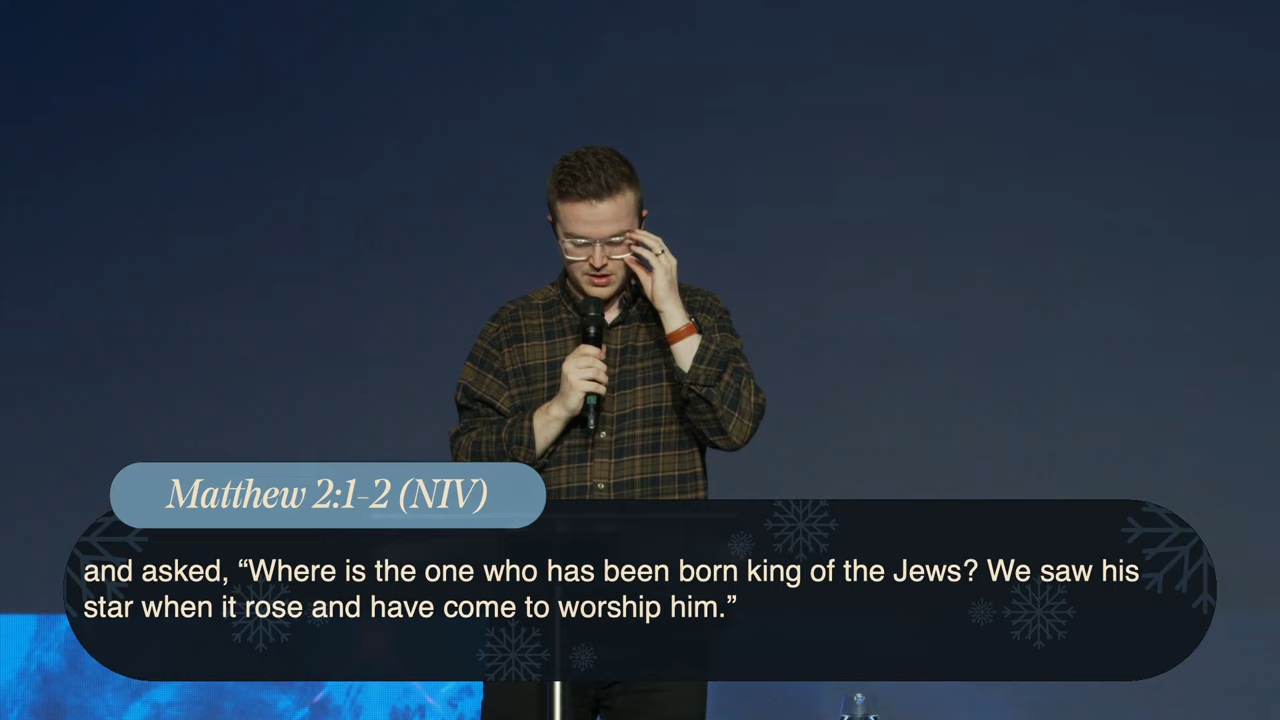 Matthew 2:1-2 (NIV)
and asked, “Where is the one who has been born king of the Jews? We saw his
star when it rose and have come to worship him.”